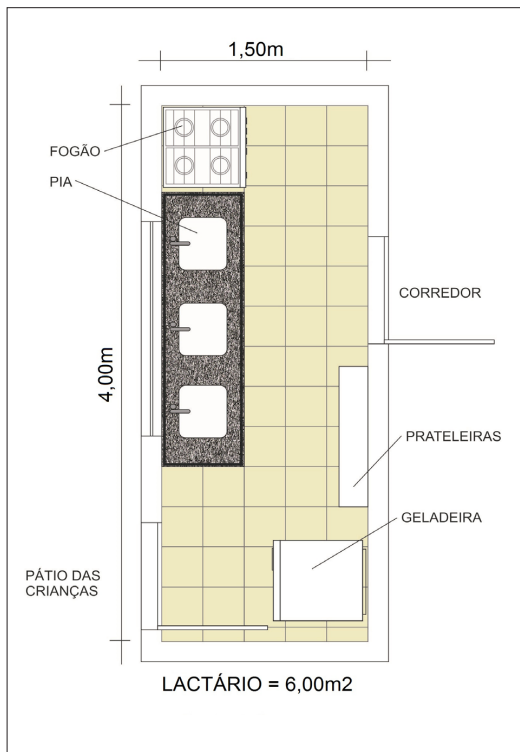 1,50m
FOGÃO
PIA
CORREDOR
4,00m
PRATELEIRAS
GELADEIRA
PÁTIO DAS
CRIANÇAS
LACTÁRIO = 6,00m2